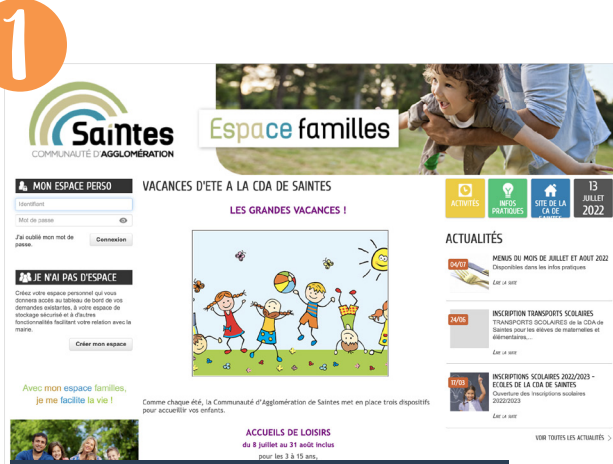 1
Saintes
COMMUNAUTÉ D'AGGLOMÉRATION
Espace familles
MON ESPACE PERSO
Identifiant
Mot de passe
J'ai oublié mon mot de
passe.
Connexion
JE N'AI PAS D'ESPACE
Créez votre espace personnel qui vous
donnera accès au tableau de bord de vos
demandes existantes, à votre espace de
stockage sécurisé et à d'autres
fonctionnalités facilitant votre relation avec la
mairie.
Créer mon espace
Avec mon espace familles,
je me facilite la vie !
VACANCES D'ETE A LA CDA DE SAINTES
LES GRANDES VACANCES !
Comme chaque été, la Communauté d'Agglomération de Saintes met en place trois dispositifs
pour accueillir vos enfants.
ACCUEILS DE LOISIRS
du 8 juillet au 31 août inclus
pour les 3 à 15 ans,
ACTIVITÉS
INFOS
PRATIQUES
SITE DE LA
CA DE
SAINTES
13
JUILLET
2022
ACTUALITÉS
04/07
MENUS DU MOIS DE JUILLET ET AOUT 2022
Disponibles dans les infos pratiques
LIRE LA SUITE
24/06
INSCRIPTION TRANSPORTS SCOLAIRES
TRANSPORTS SCOLAIRES de la CDA de
Saintes pour les élèves de maternelles et
élémentaires,...
LIRE LA SUITE
17/03
INSCRIPTIONS SCOLAIRES 2022/2023 -
ECOLES DE LA CDA DE SAINTES
Ouverture des inscriptions scolaires
2022/2023
LIRE LA SUITE
VOIR TOUTES LES ACTUALITÉS >